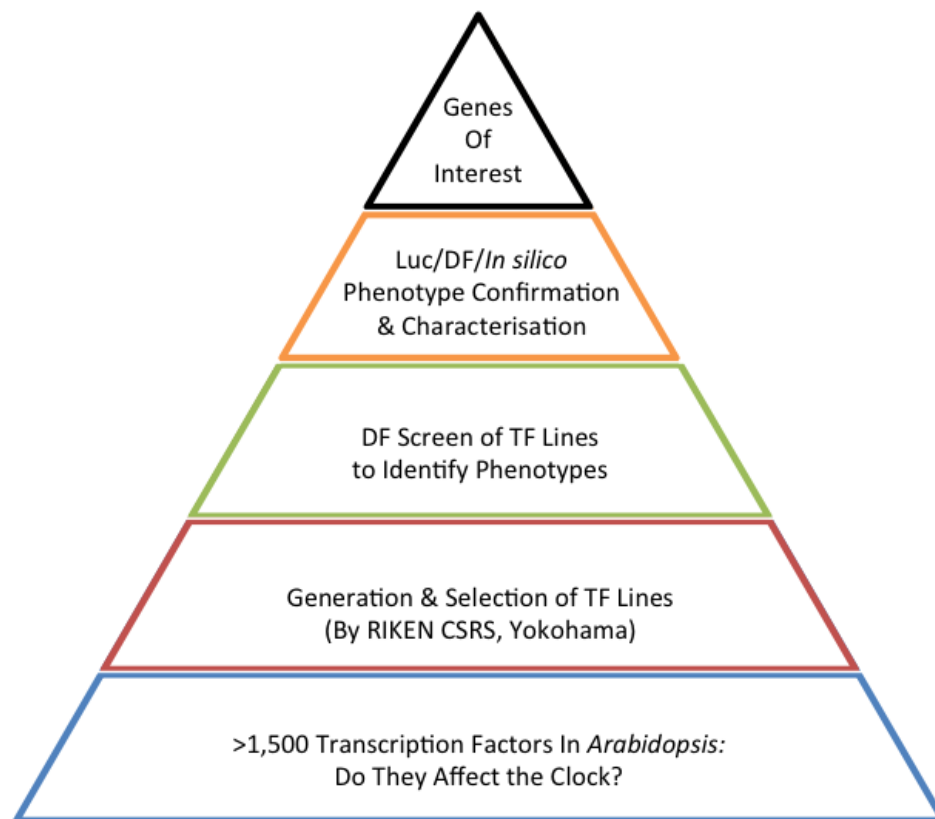 Genes
Of
Interest
Luc/DF/In silico
Phenotype Confirmation
& Characterisation
DF Screen of TF Lines
to Identify Phenotypes
Generation & Selection of TF Lines
(By RIKEN CSRS, Yokohama)
>1,500 Transcription Factors In Arabidopsis:
Do They Affect the Clock?